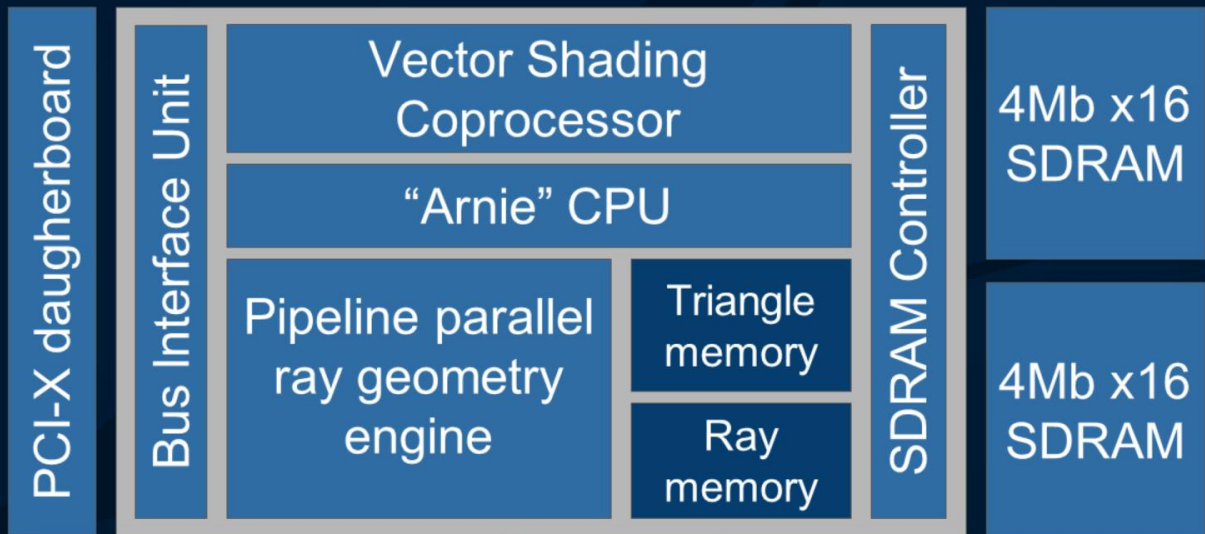 PCI-X daugherboard
Bus Interface Unit
Vector Shading
Coprocessor
“Arnie” CPU
Pipeline parallel
ray geometry
engine
Triangle
memory
Ray
memory
SDRAM Controller
4Mb x16
SDRAM
4Mb x16
SDRAM